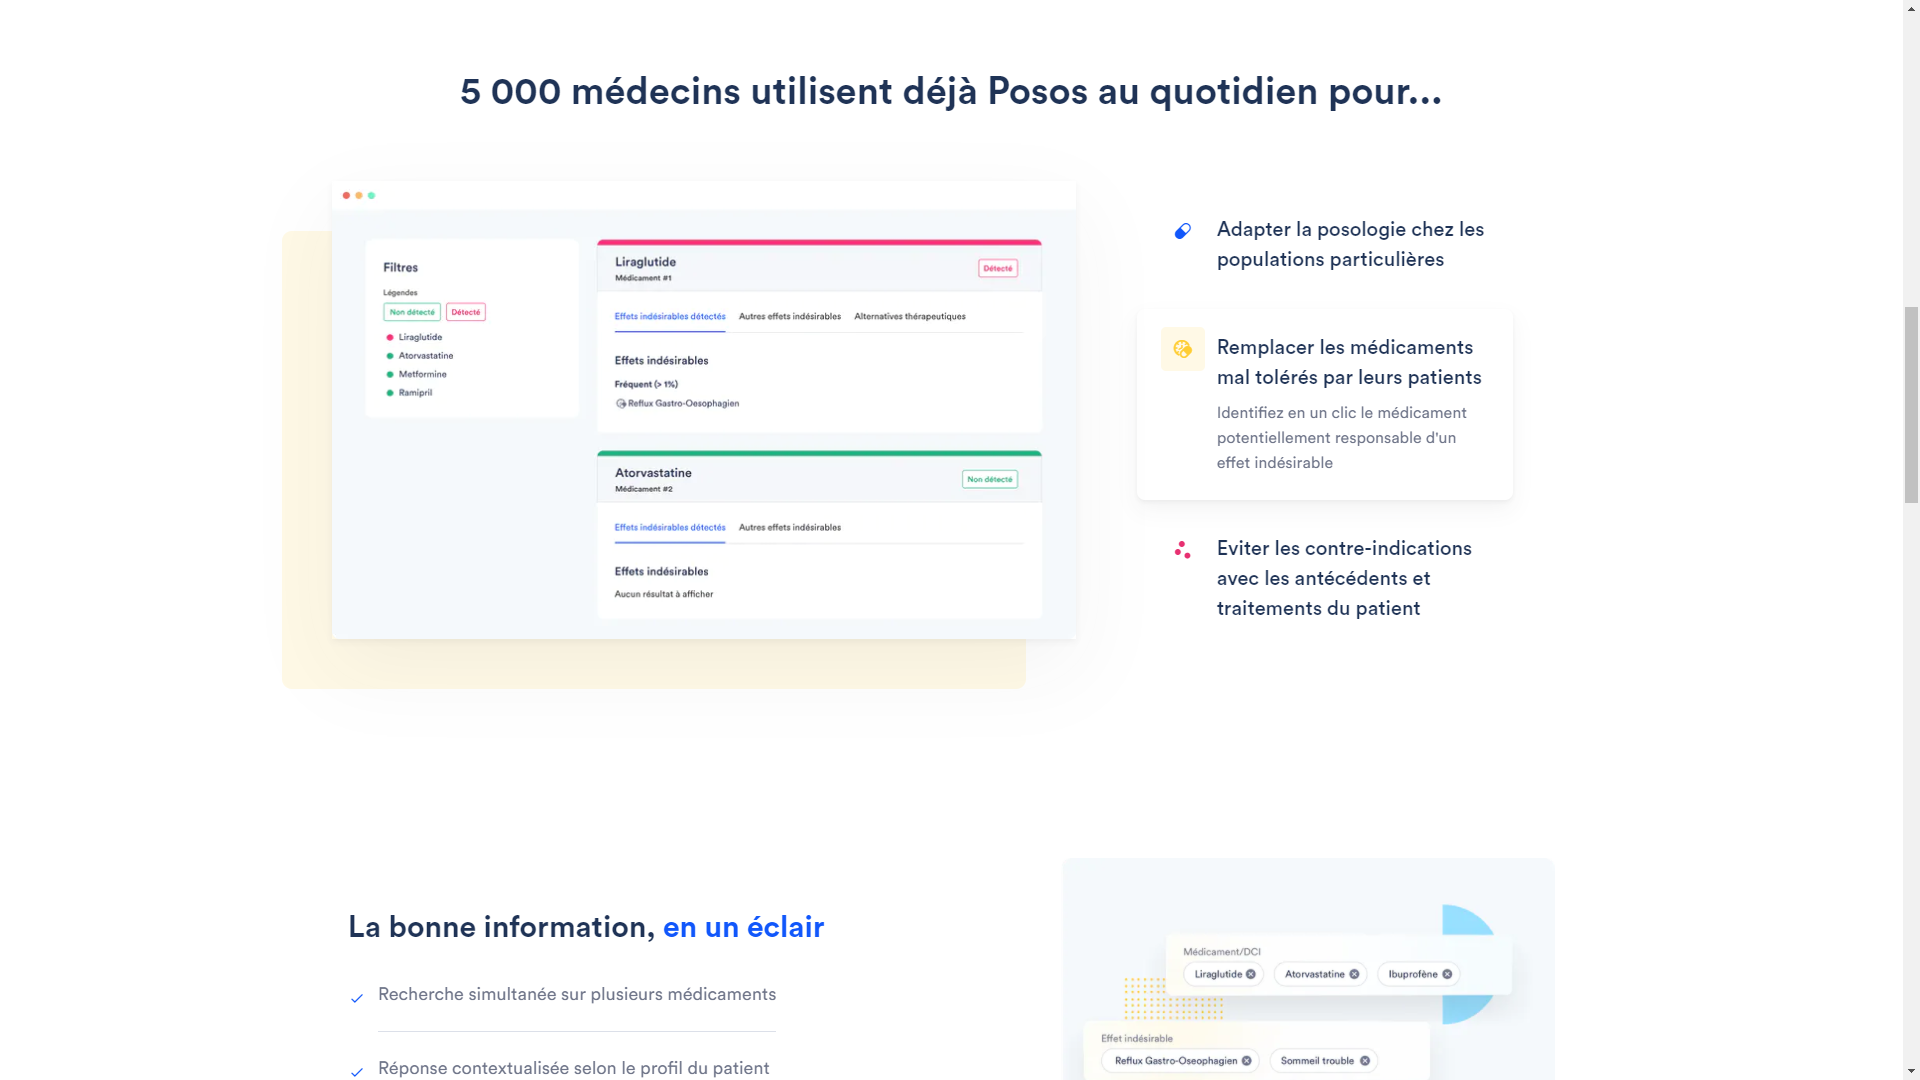 5 000 médecins utilisent déjà Posos au quotidien pour...
Filtres
Légendes
Non détecté Détecté
Liraglutide
Atorvastatine
Metformine
Ramipril
Liraglutide
Médicament #1
Détecté
Effets indésirables détectés Autres effets indésirables Alternatives thérapeutiques
Effets indésirables
Fréquent (> 1%)
Reflux Gastro-Oesophagien
Atorvastatine
Médicament #2
Non détecté
Effets indésirables détectés Autres effets indésirables
Effets indésirables
Aucun résultat à afficher
Adapter la posologie chez les
populations particulières
Remplacer les médicaments
mal tolérés par leurs patients
Identifiez en un clic le médicament
potentiellement responsable d'un
effet indésirable
Eviter les contre-indications
avec les antécédents et
traitements du patient
La bonne information, en un éclair
Recherche simultanée sur plusieurs médicaments
Réponse contextualisée selon le profil du patient
Médicament/DCI
Liraglutide Atorvastatine Ibuprofène
Effet indésirable
Reflux Gastro-Oseophagien Sommeil trouble